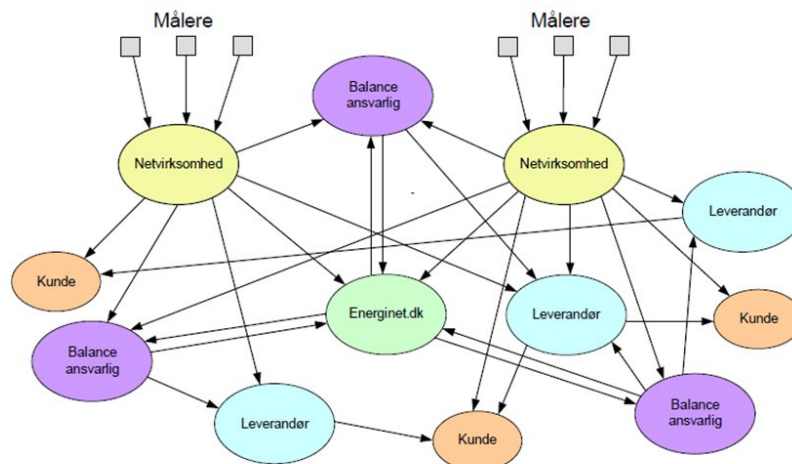 Målere
Målere
Balance
ansvarlig
Netvirksomhed
Netvirksomhed
Leverandør
Kunde
Energinet.dk
Leverandør
Kunde
Balance
ansvarlig
Balance
ansvarlig
Leverandør
Kunde